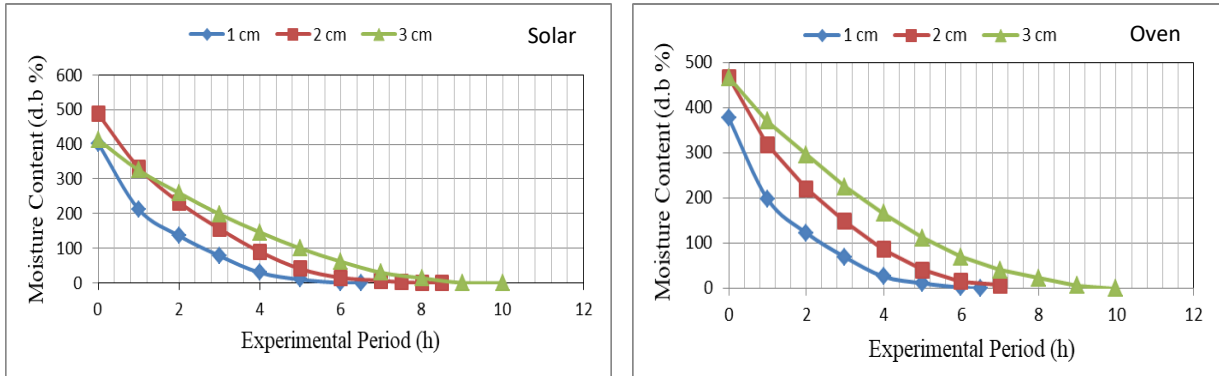 1 cm 2 cm 3 cm Solar
600
500
400
300
200
100
0
0 2 4 6 8 10 12
Moisture Content (d.b %)
Experimental Period (h)
1 cm 2 cm 3 cm Oven
500
400
300
200
100
0
0 2 4 6 8 10 12
Moisture Content (d.b %)
Experimental Period (h)